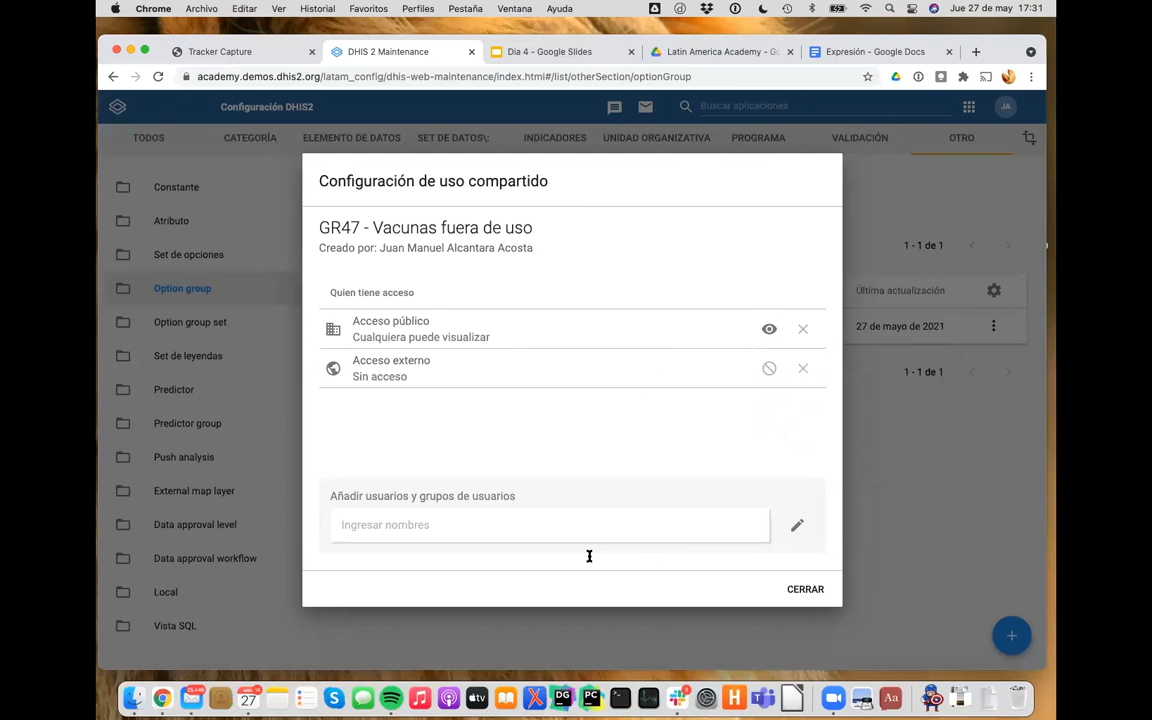 Chrome Archivo Editar Ver Historial Favoritos Perfiles Pestaña Ventana Ayuda Jue 27 de may 17:31
Tracker Capture DHIS 2 Maintenance Día 4 - Google Slides Latin America Academy - Go Expresión - Google Docs
academy.demos.dhis2.org/latam_config/dhis-web-maintenance/index.html#/list/otherSection/optionGroup
Configuración DHIS2 Buscar aplicaciones JA
TODOS CATEGORÍA ELEMENTO DE DATOS SET DE DATOS\; INDICADORES UNIDAD ORGANIZATIVA PROGRAMA VALIDACIÓN OTRO
Constante
Atributo
Set de opciones
Option group
Option group set
Set de leyendas
Predictor
Predictor group
Push analysis
External map layer
Data approval level
Data approval workflow
Local
Vista SQL
Configuración de uso compartido
GR47 - Vacunas fuera de uso
Creado por: Juan Manuel Alcantara Acosta
Quien tiene acceso
Acceso público
Cualquiera puede visualizar
Acceso externo
Sin acceso
Añadir usuarios y grupos de usuarios
Ingresar nombres
CERRAR
1 - 1 de 1
Última actualización
27 de mayo de 2021
1 - 1 de 1
27